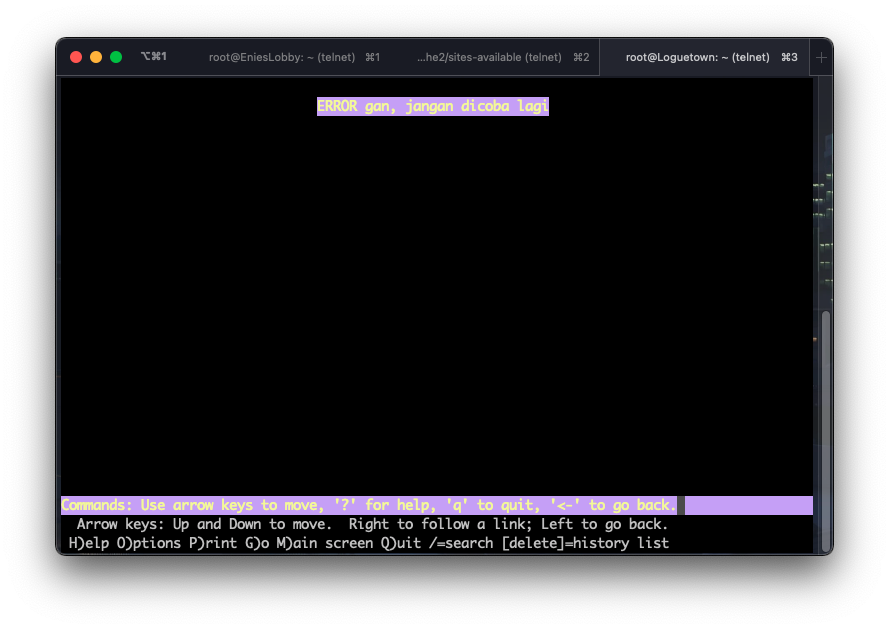 ⌥⌘1 root@EniesLobby: ~ (telnet) ⌘1 ...he2/sites-available (telnet) ⌘2 root@Loguetown: ~ (telnet) ⌘3 +
ERROR gan, jangan dicoba lagi
Commands: Use arrow keys to move, '?' for help, 'q' to quit, '<-' to go back.
Arrow keys: Up and Down to move.  Right to follow a link; Left to go back.
H)elp O)ptions P)rint G)o M)ain screen Q)uit /=search [delete]=history list